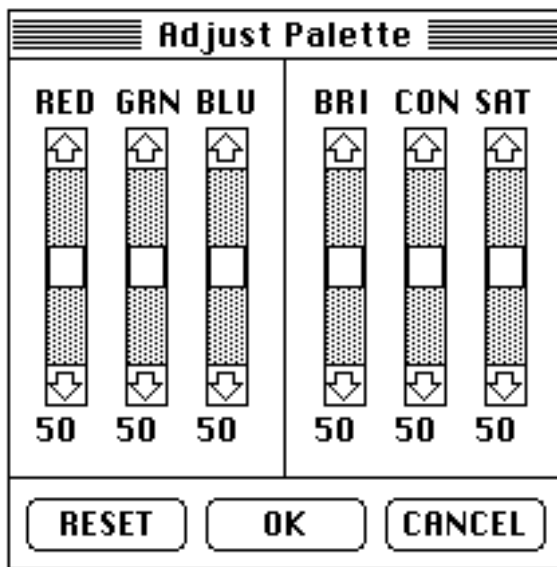 Adjust Palette
RED GRN BLU BRI CON SAT
50 50 50 50 50 50
RESET OK CANCEL